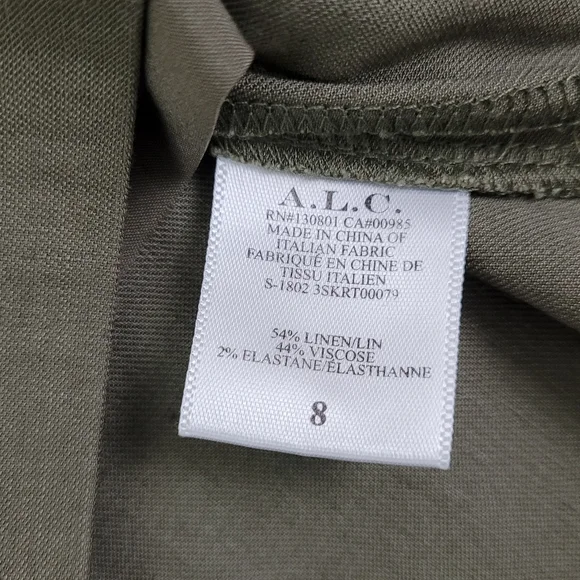 A.L.C.
RN#130801 CA#00985
MADE IN CHINA OF
ITALIAN FABRIC
FABRIQUÉ EN CHINE DE
TISSU ITALIEN
S-1802 3SKRT00079
54% LINEN/LIN
44% VISCOSE
2% ELASTANE/ÉLASTHANNE
8